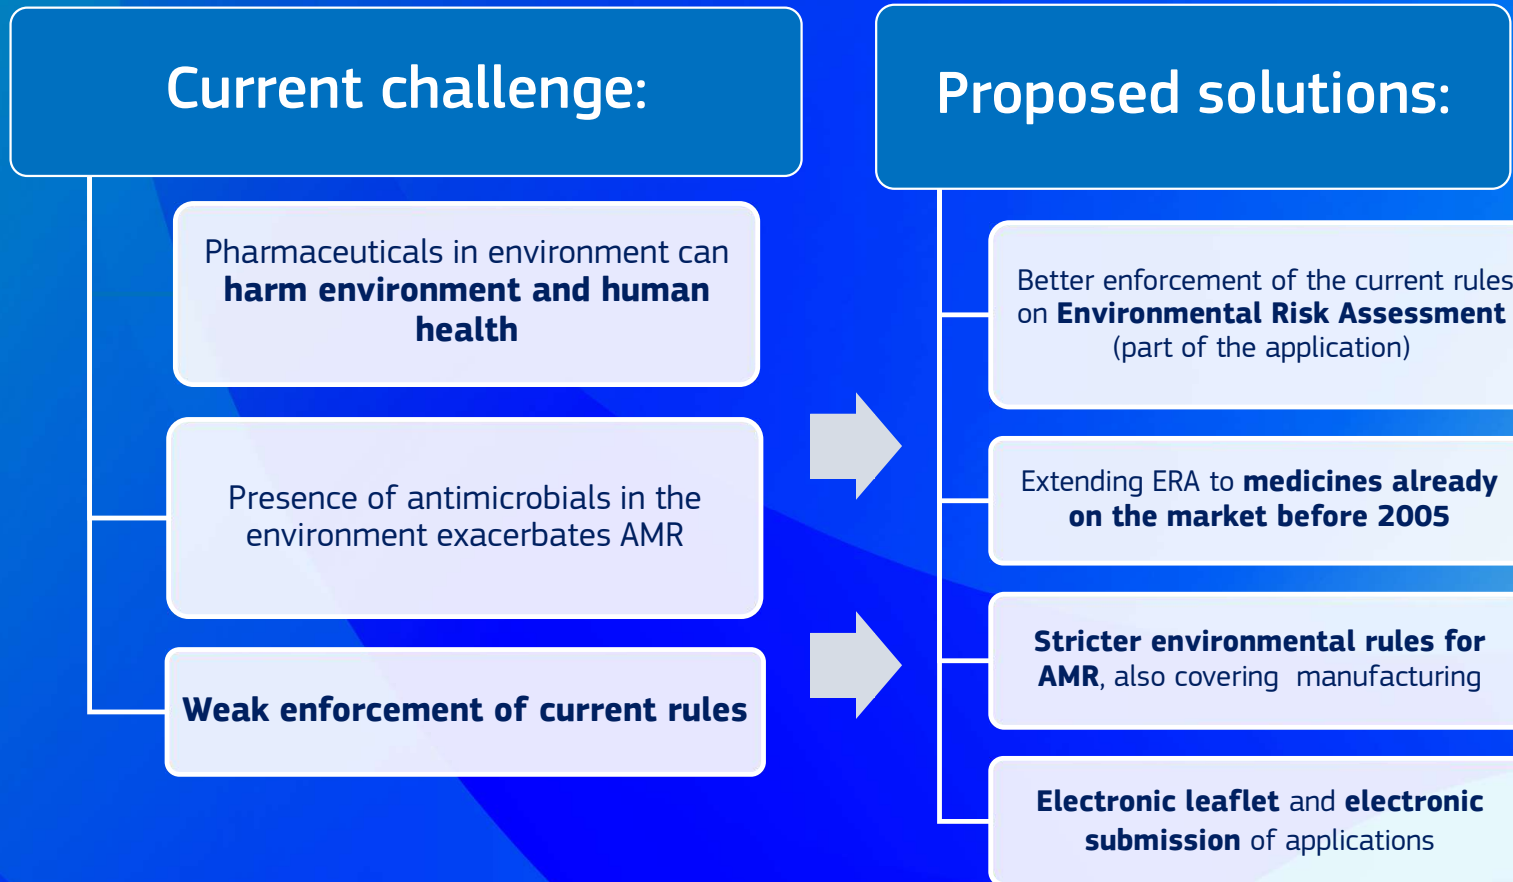 Current challenge:
Pharmaceuticals in environment can
harm environment and human
health
Presence of antimicrobials in the
environment exacerbates AMR
Weak enforcement of current rules
Proposed solutions:
Better enforcement of the current rules
on Environmental Risk Assessment
(part of the application)
Extending ERA to medicines already
on the market before 2005
Stricter environmental rules for
AMR, also covering manufacturing
Electronic leaflet and electronic
submission of applications